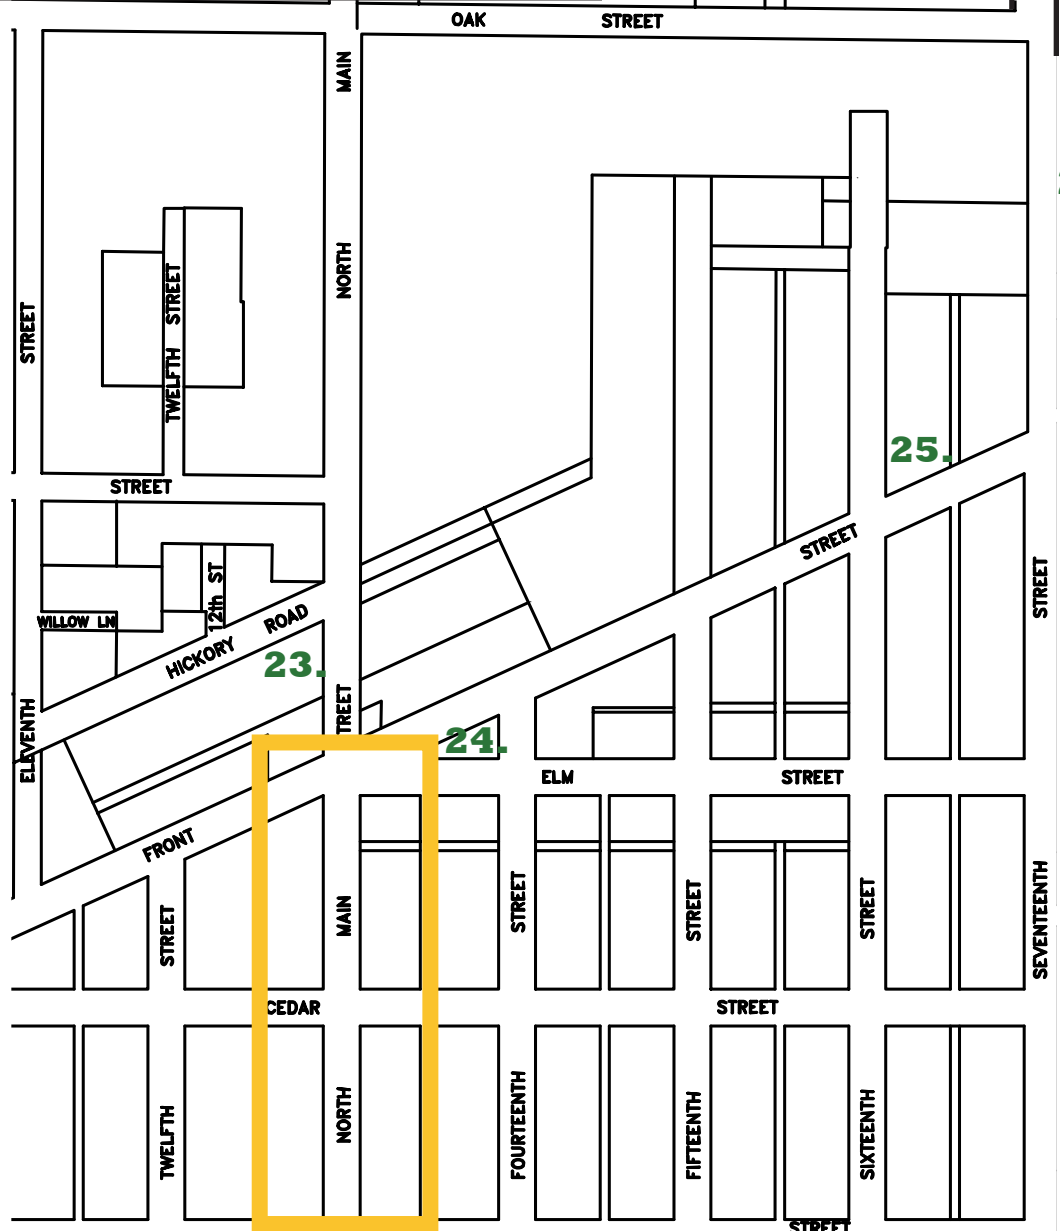 OAK STREET
MAIN
NORTH
STREET
TWELFTH STREET
25.
STREET
STREET
STREET
12th ST
WILLOW LN
HICKORY ROAD
23.
ELEVENTH
STREET
24.
ELM STREET
FRONT
STREET
MAIN
STREET
STREET
STREET
SEVENTEENTH
CEDAR STREET
TWELFTH
NORTH
FOURTEENTH
FIFTEENTH
SIXTEENTH
STREET